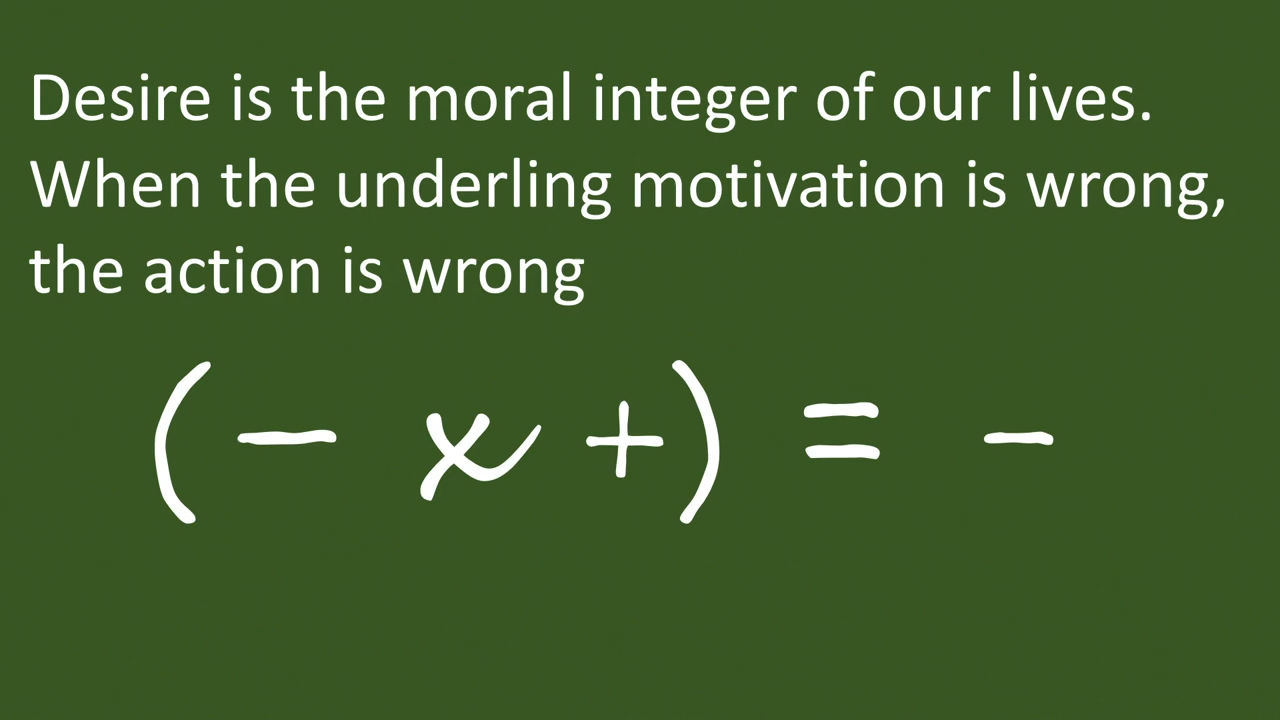 Desire is the moral integer of our lives.
When the underling motivation is wrong,
the action is wrong
(- x +) = -